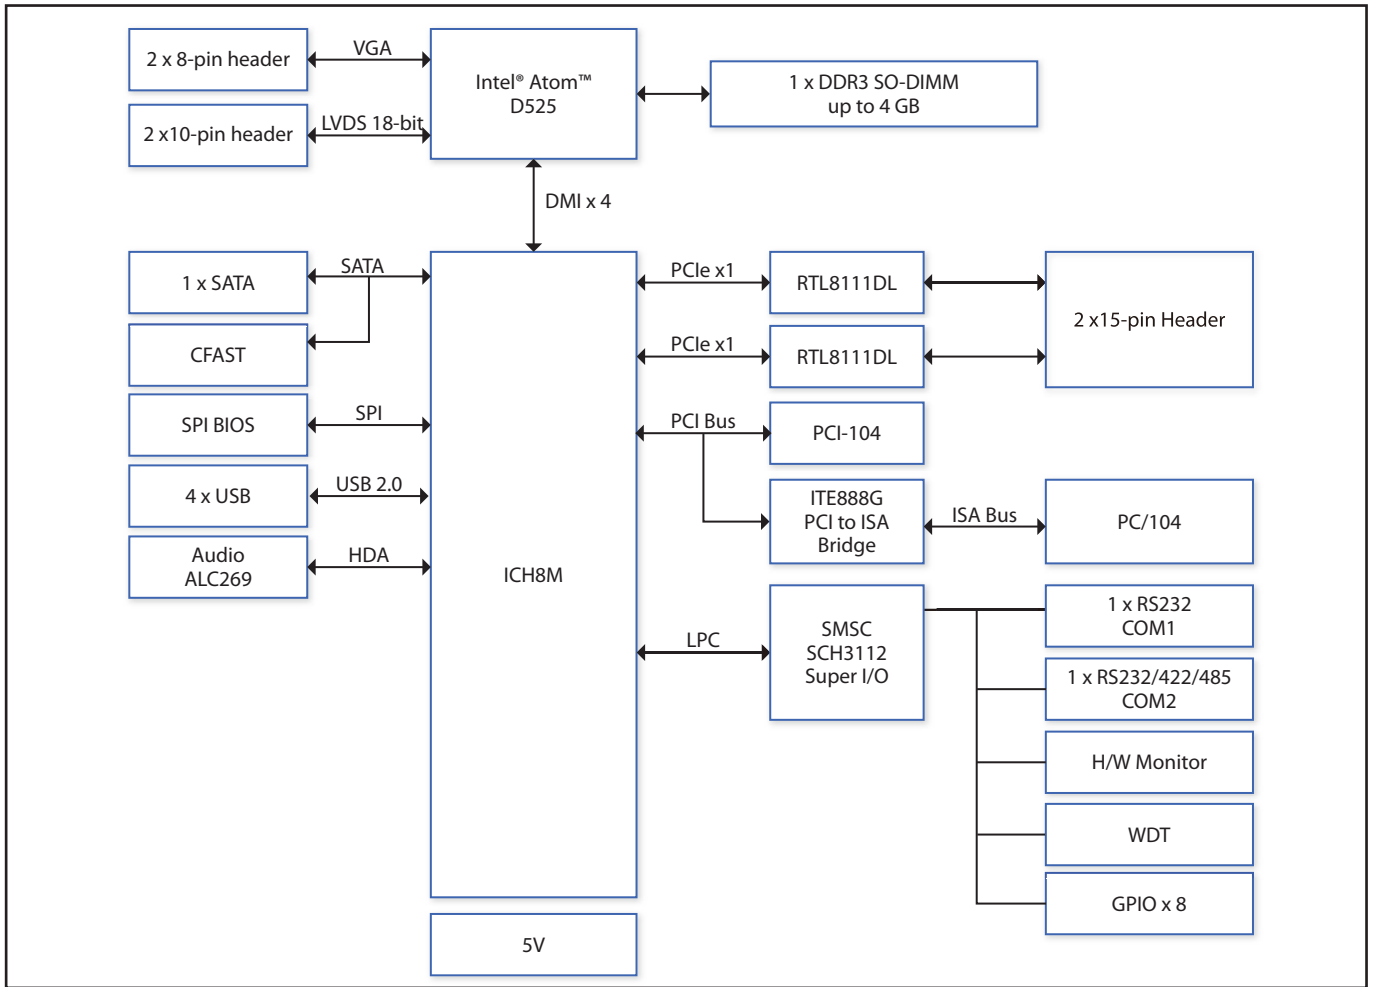 2 x 8-pin header
VGA
Intel® Atom™
D525
1 x DDR3 SO-DIMM
up to 4 GB
2 x10-pin header
LVDS 18-bit
DMI x 4
1 x SATA
SATA
CFAST
SPI BIOS
SPI
4 x USB
USB 2.0
Audio
ALC269
HDA
ICH8M
PCIe x1
RTL8111DL
2 x15-pin Header
PCIe x1
RTL8111DL
PCI Bus
PCI-104
ITE888G
PCI to ISA
Bridge
ISA Bus
PC/104
LPC
SMSC
SCH3112
Super I/O
1 x RS232
COM1
1 x RS232/422/485
COM2
H/W Monitor
WDT
GPIO x 8
5V